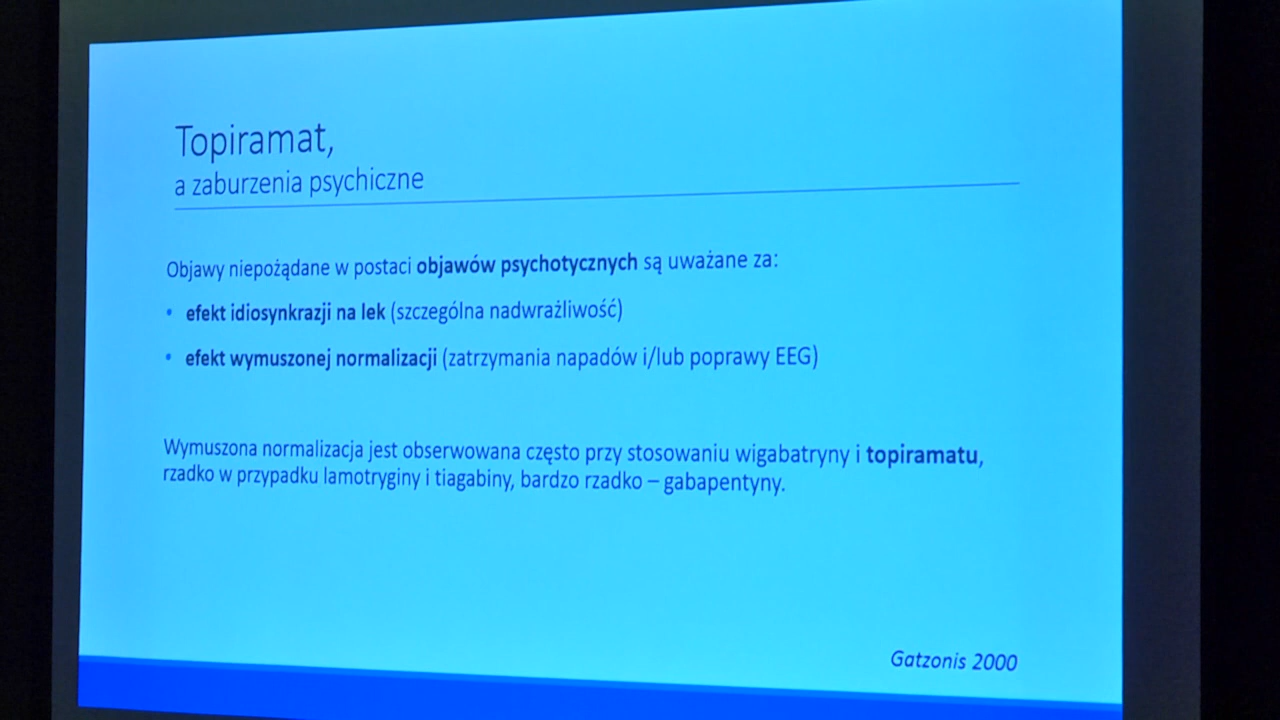 Topiramat,
a zaburzenia psychiczne
Objawy niepożądane w postaci objawów psychotycznych są uważane za:
• efekt idiosynkrazji na lek (szczególna nadwrażliwość)
• efekt wymuszonej normalizacji (zatrzymania napadów i/lub poprawy EEG)
Wymuszona normalizacja jest obserwowana często przy stosowaniu wigabatryny i topiramatu,
rzadko w przypadku lamotryginy i tiagabiny, bardzo rzadko – gabapentyny.
Gatzonis 2000